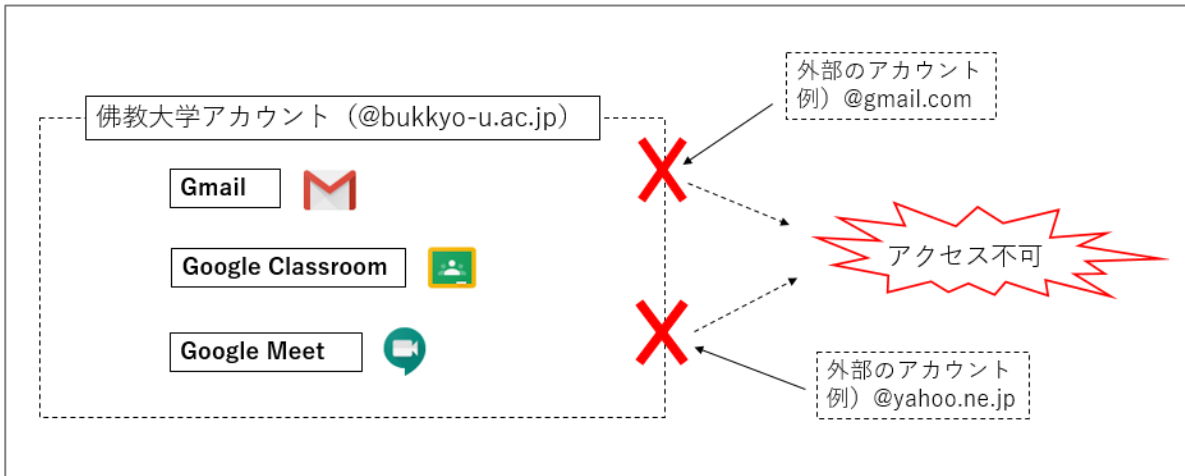 外部のアカウント
例）@gmail.com
佛教大学アカウント（@bukkyo-u.ac.jp）
Gmail
Google Classroom
アクセス不可
Google Meet
外部のアカウント
例）@yahoo.ne.jp